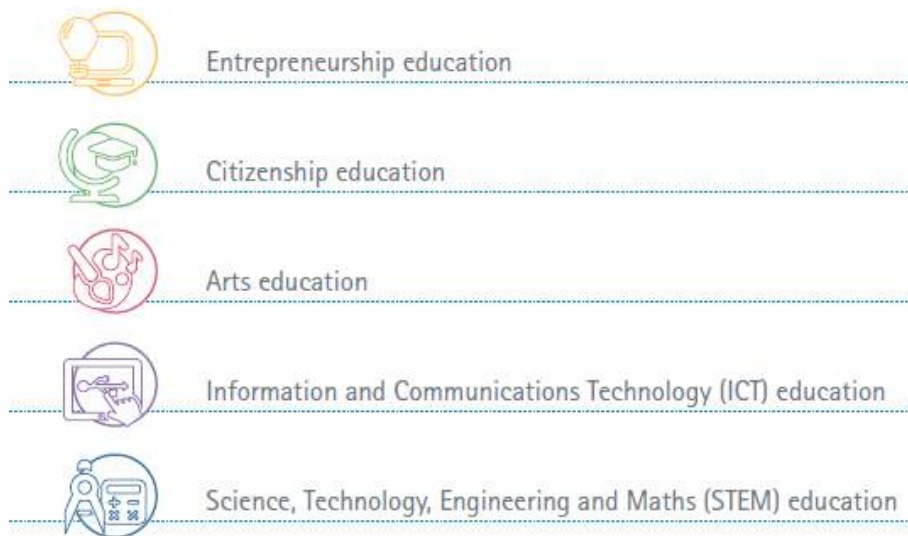 Entrepreneurship education
Citizenship education
Arts education
Information and Communications Technology (ICT) education
Science, Technology, Engineering and Maths (STEM) education